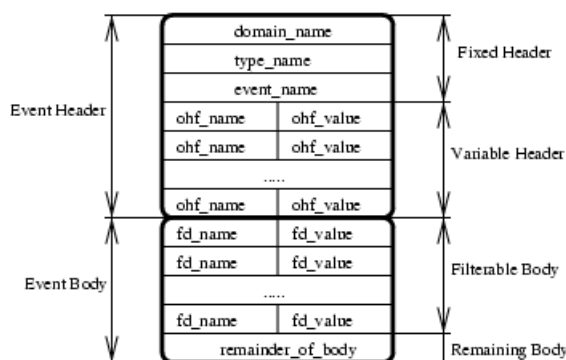 domain_name
Fixed Header
type_name
event_name
Event Header
ohf_name ohf_value
ohf_name ohf_value
Variable Header
.....
ohf_name ohf_value
fd_name fd_value
fd_name fd_value
Filterable Body
Event Body
.....
fd_name fd_value
remainder_of_body
Remaining Body